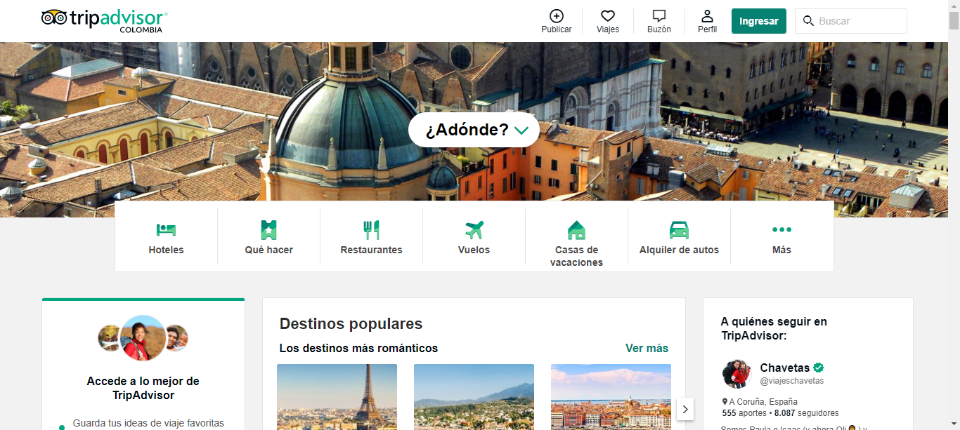 tripadvisor
COLOMBIA
Publicar
Viajes
Buzón
Perfil
Ingresar
Buscar
¿Adónde?
Hoteles
Qué hacer
Restaurantes
Vuelos
Casas de
vacaciones
Alquiler de autos
Más
Accede a lo mejor de
TripAdvisor
Guarda tus ideas de viaje favoritas
Destinos populares
Los destinos más románticos
Ver más
A quiénes seguir en
TripAdvisor:
Chavetas
@viajeschavetas
A Coruña, España
555 aportes • 8.087 seguidores
Somos Paula e Isaac (y ahora Oli